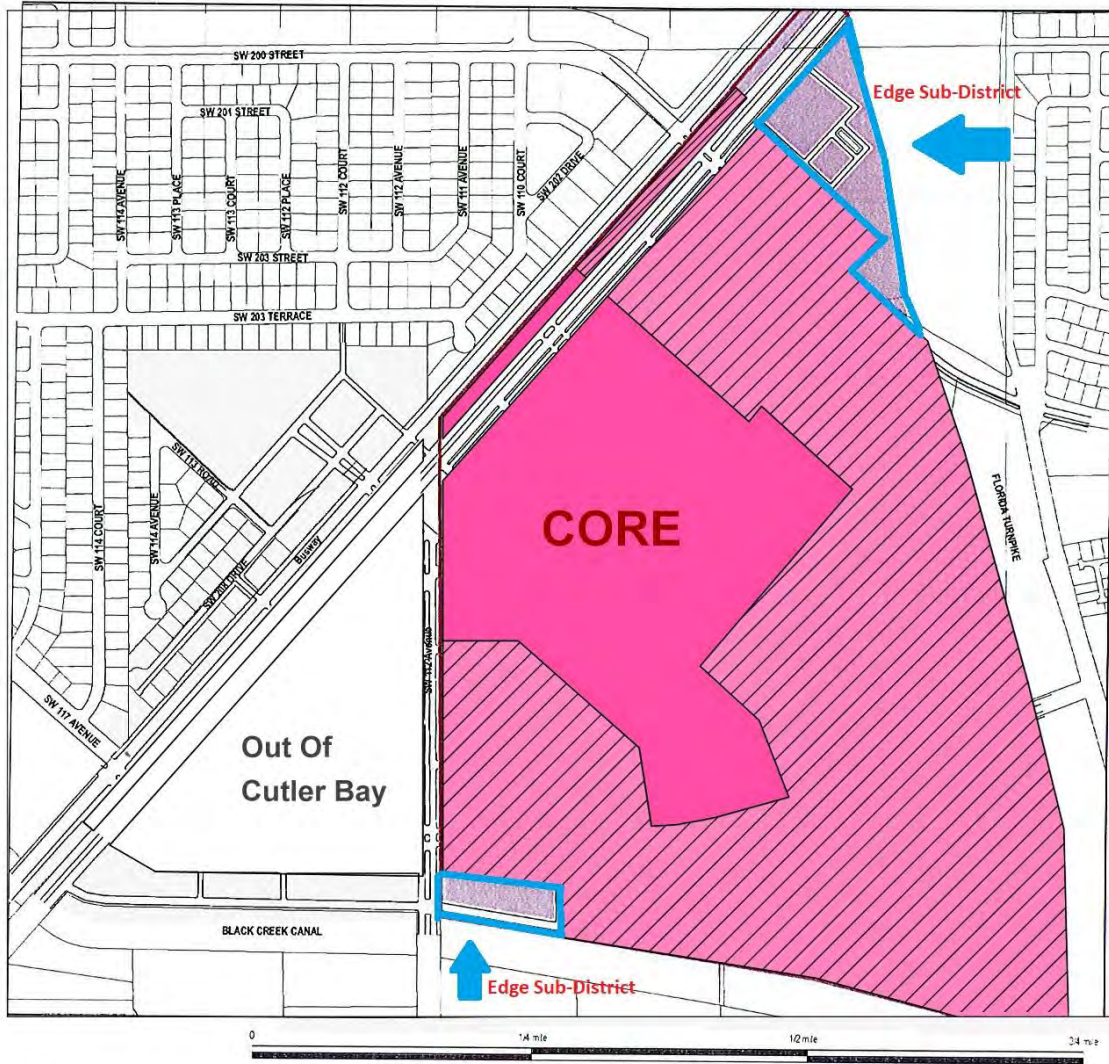 SW 200 STREET
Edge Sub-District
SW 201 STREET
SW 114 AVENUE
SW 113 PLACE
SW 113 COURT
SW 112 PLACE
SW 112 COURT
SW 112 AVENUE
SW 111 AVENUE
SW 110 COURT
SW 202 DRIVE
SW 203 STREET
SW 203 TERRACE
SW 113 ROAD
SW 114 AVENUE
SW 114 COURT
Busway
CORE
FLORIDA TURNPIKE
SW 112 Avenue
SW 117 AVENUE
Out Of
Cutler Bay
BLACK CREEK CANAL
Edge Sub-District
0
1/4 mile
1/2 mile
3/4 mile